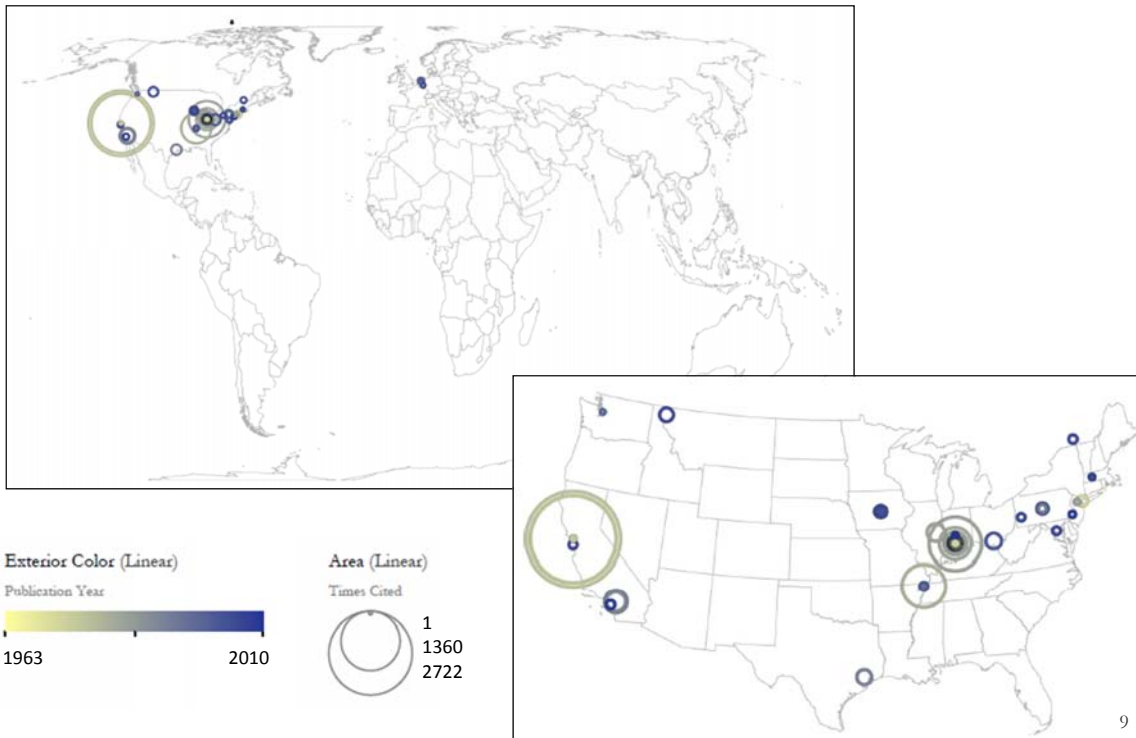 Exterior Color (Linear)
Publication Year
1963 2010
Area (Linear)
Times Cited
1
1360
2722
9